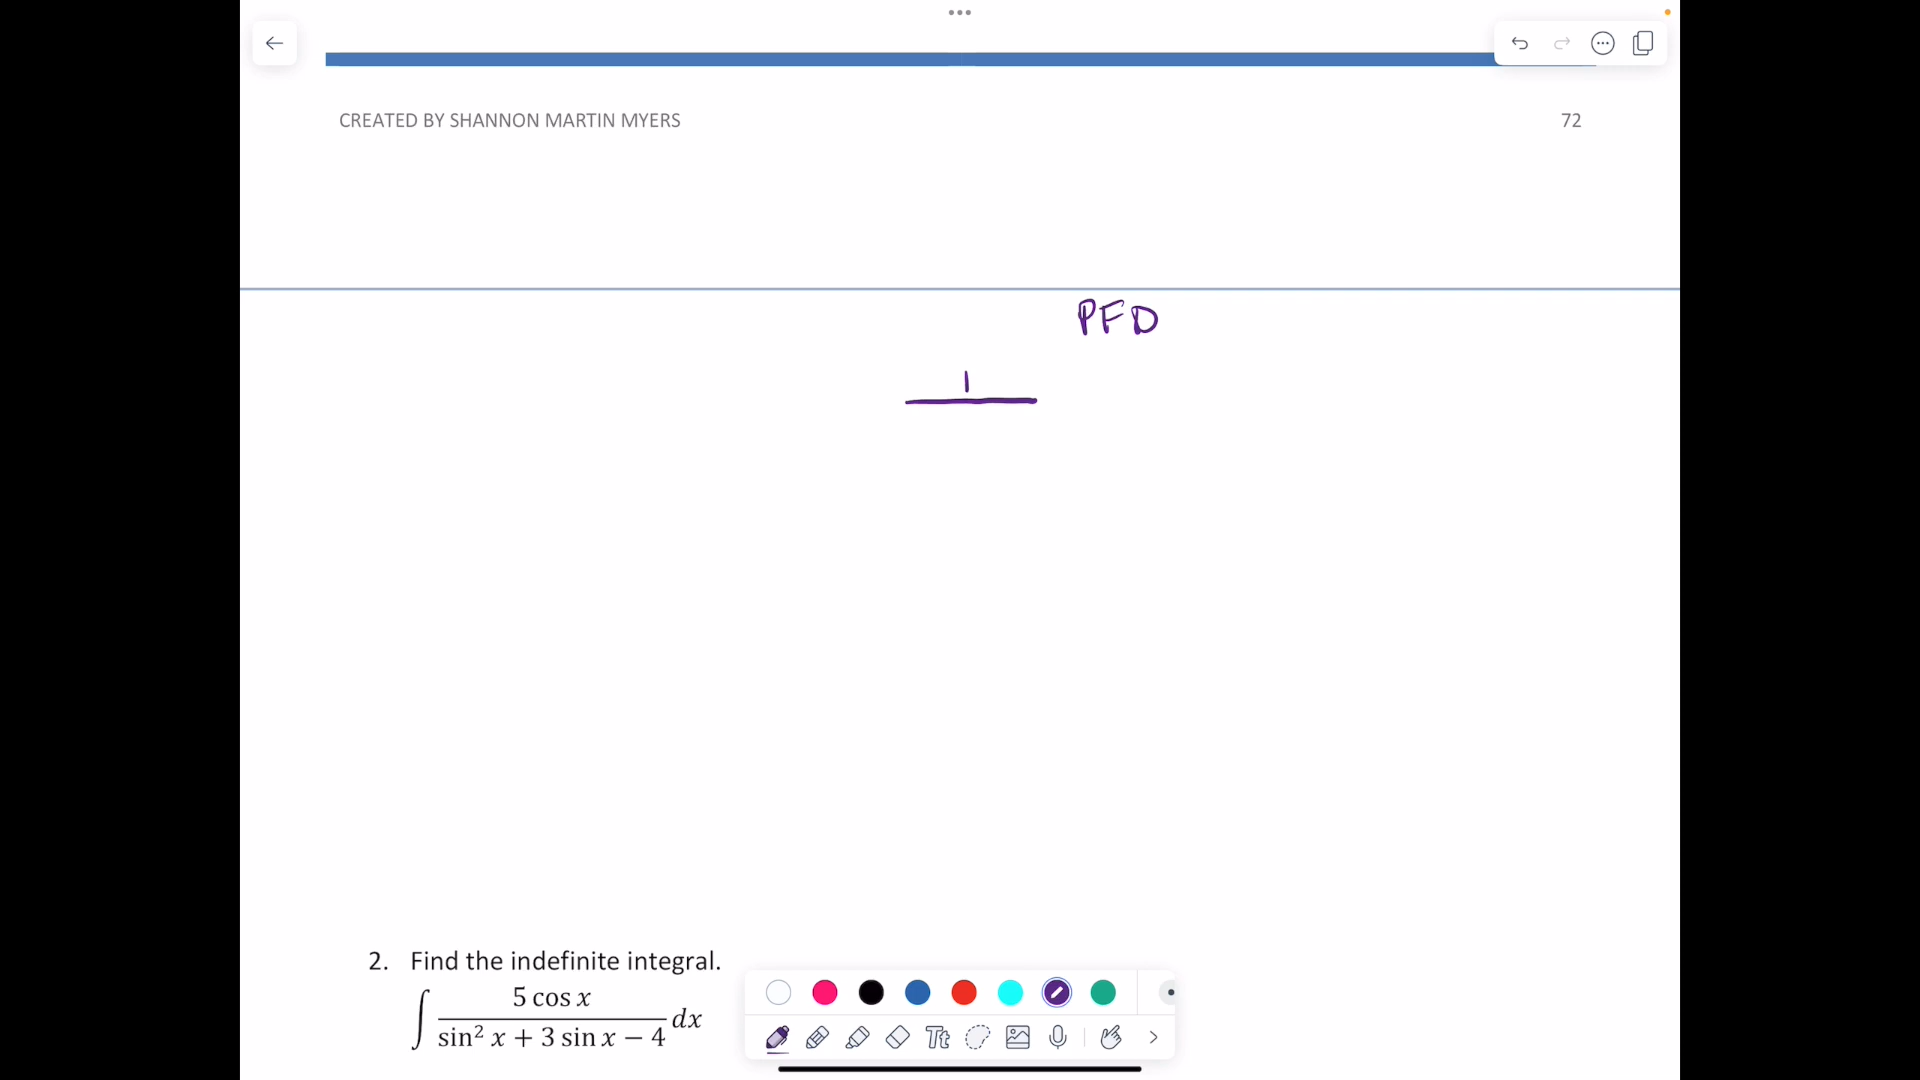 CREATED BY SHANNON MARTIN MYERS 72
PFD
1
2. Find the indefinite integral.
∫ 5 cos x / (sin² x + 3 sin x − 4) dx
Tt